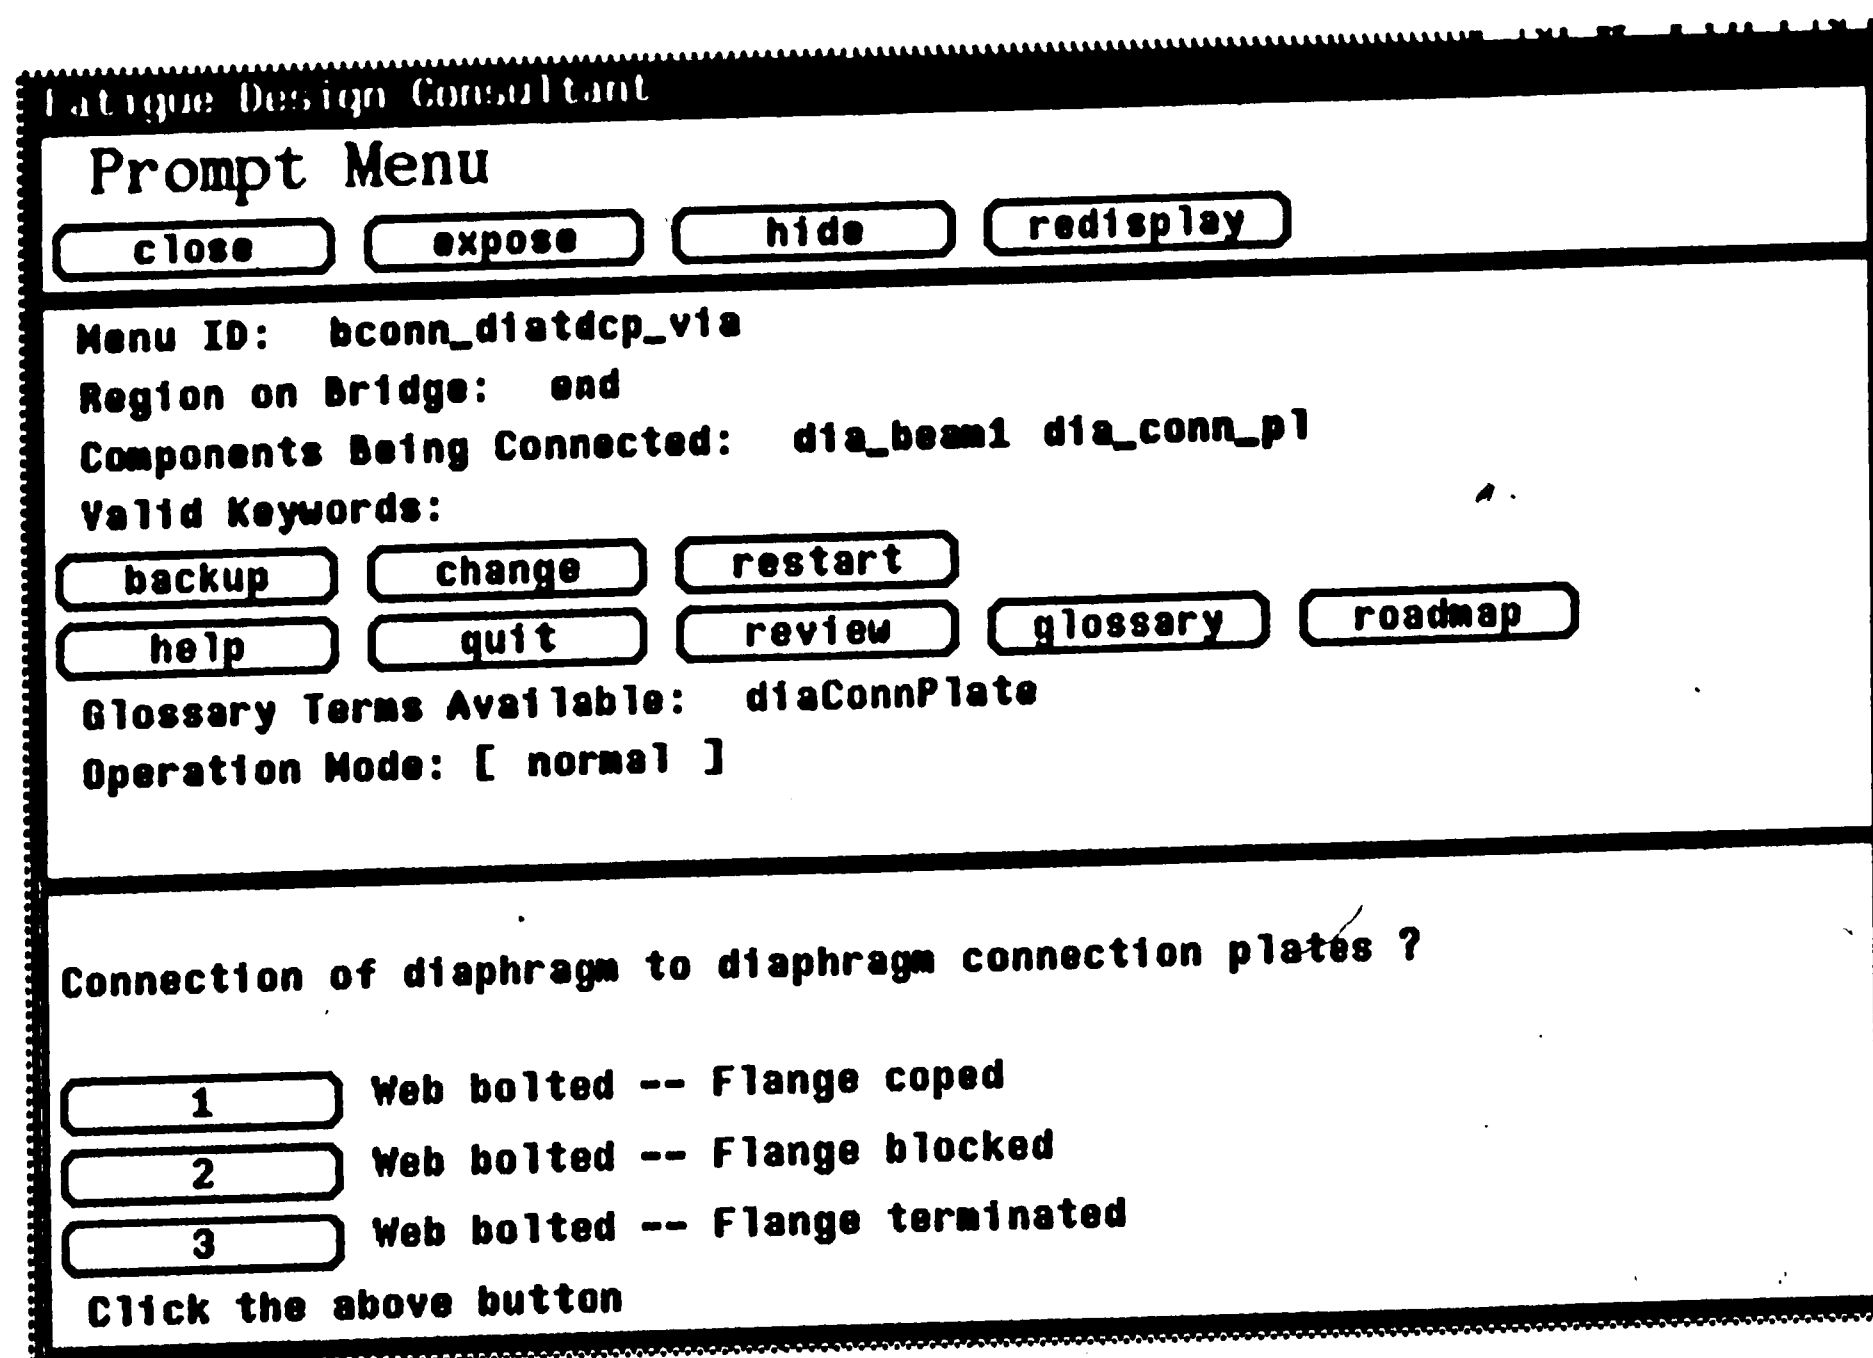 Fatigue Design Consultant
Prompt Menu
close expose hide redisplay
Menu ID: bconn_diatdcp_via
Region on Bridge: end
Components Being Connected: dia_beam1 dia_conn_pl
Valid Keywords:
backup change restart
help quit review glossary roadmap
Glossary Terms Available: diaConnPlate
Operation Mode: [ normal ]
Connection of diaphragm to diaphragm connection plates ?
1 Web bolted -- Flange coped
2 Web bolted -- Flange blocked
3 Web bolted -- Flange terminated
Click the above button